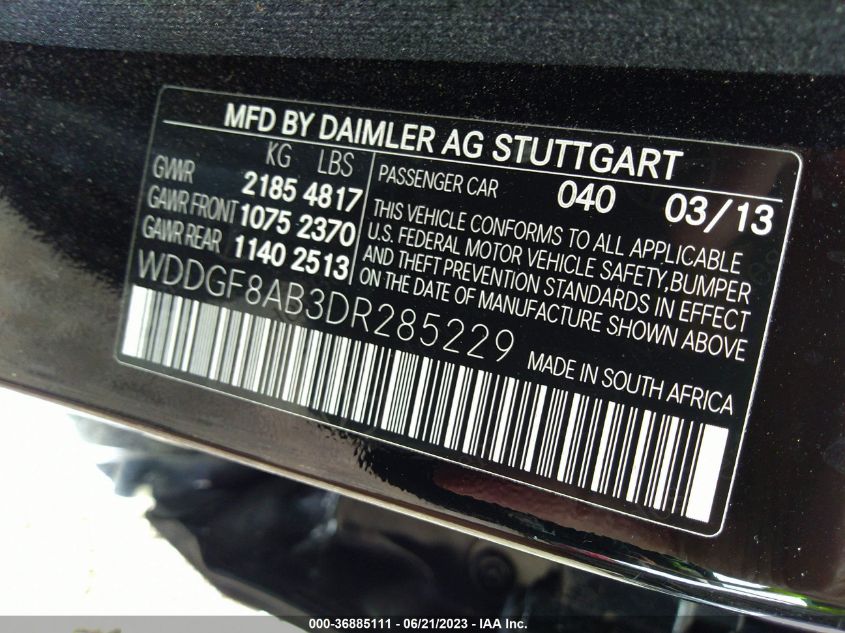 MFD BY DAIMLER AG STUTTGART
KG LBS
GVWR 2185 4817
GAWR FRONT 1075 2370
GAWR REAR 1140 2513
PASSENGER CAR 040 03/13
THIS VEHICLE CONFORMS TO ALL APPLICABLE
U.S. FEDERAL MOTOR VEHICLE SAFETY,BUMPER
AND THEFT PREVENTION STANDARDS IN EFFECT
ON THE DATE OF MANUFACTURE SHOWN ABOVE
WDDGF8AB3DR285229
MADE IN SOUTH AFRICA
000-36885111 - 06/21/2023 - IAA Inc.